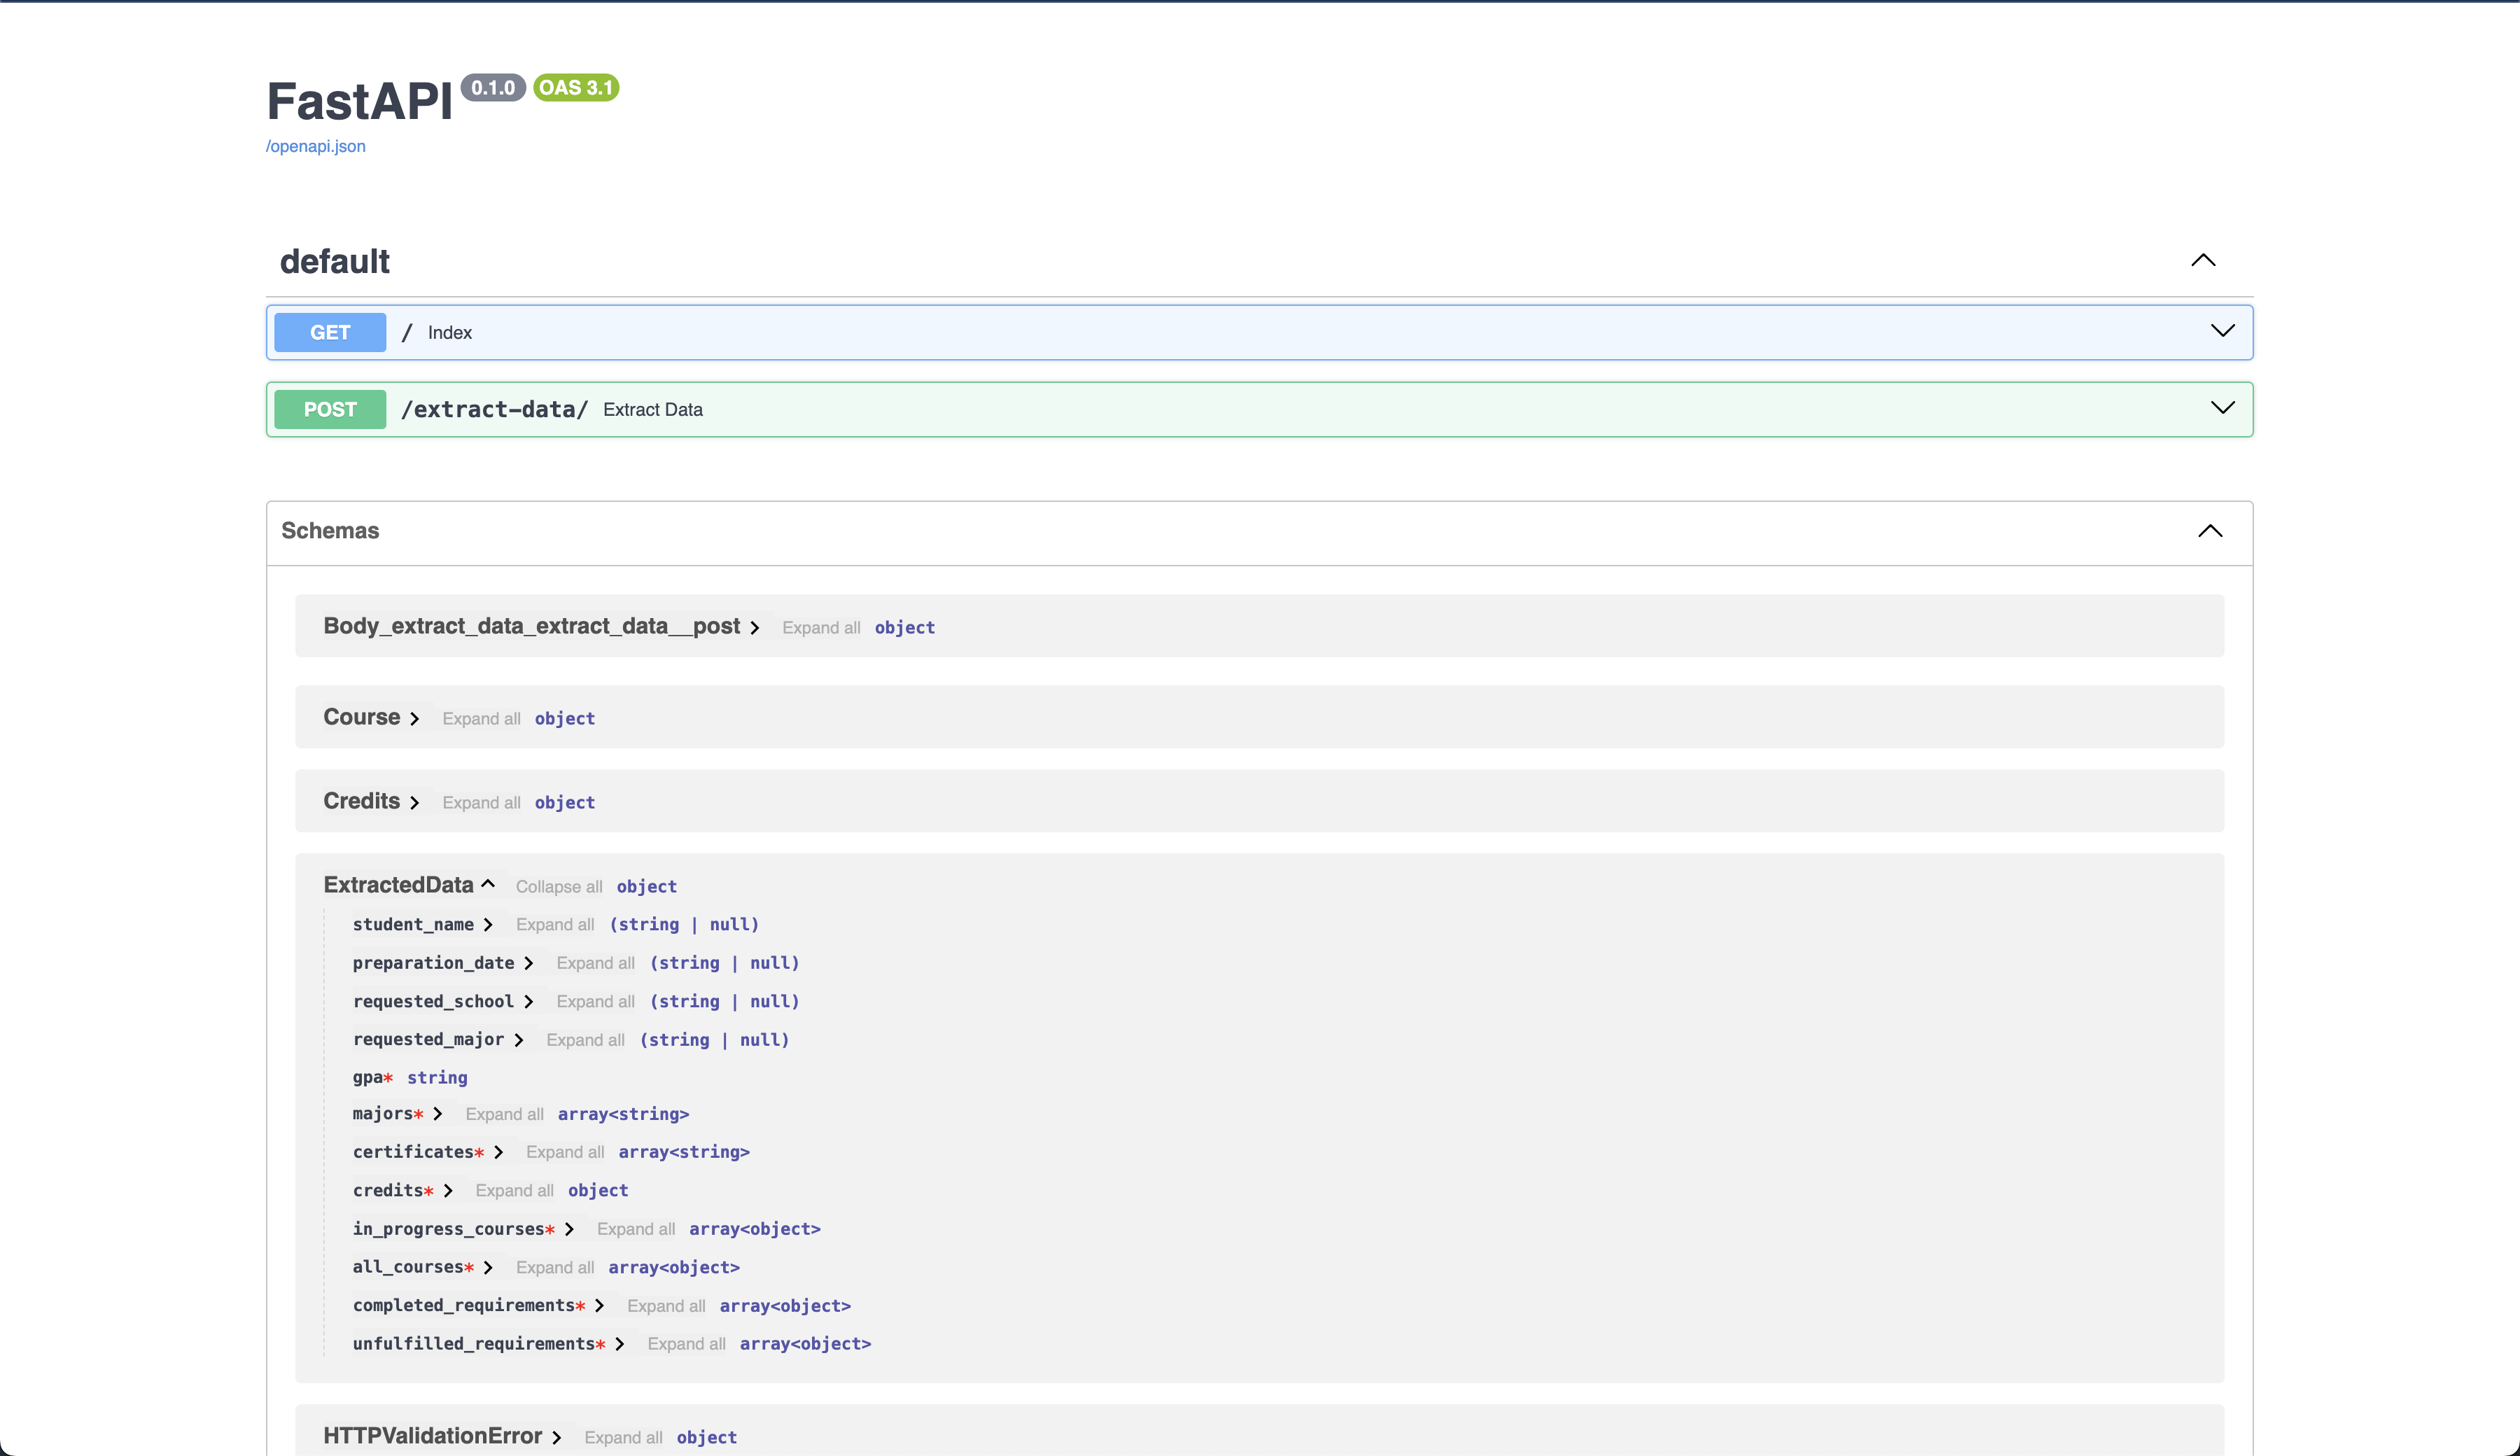 FastAPI 0.1.0 OAS 3.1
/openapi.json
default
GET / Index
POST /extract-data/ Extract Data
Schemas
Body_extract_data_extract_data__post Expand all object
Course Expand all object
Credits Expand all object
ExtractedData Collapse all object
student_name Expand all (string | null)
preparation_date Expand all (string | null)
requested_school Expand all (string | null)
requested_major Expand all (string | null)
gpa* string
majors* Expand all array<string>
certificates* Expand all array<string>
credits* Expand all object
in_progress_courses* Expand all array<object>
all_courses* Expand all array<object>
completed_requirements* Expand all array<object>
unfulfilled_requirements* Expand all array<object>
HTTPValidationError Expand all object